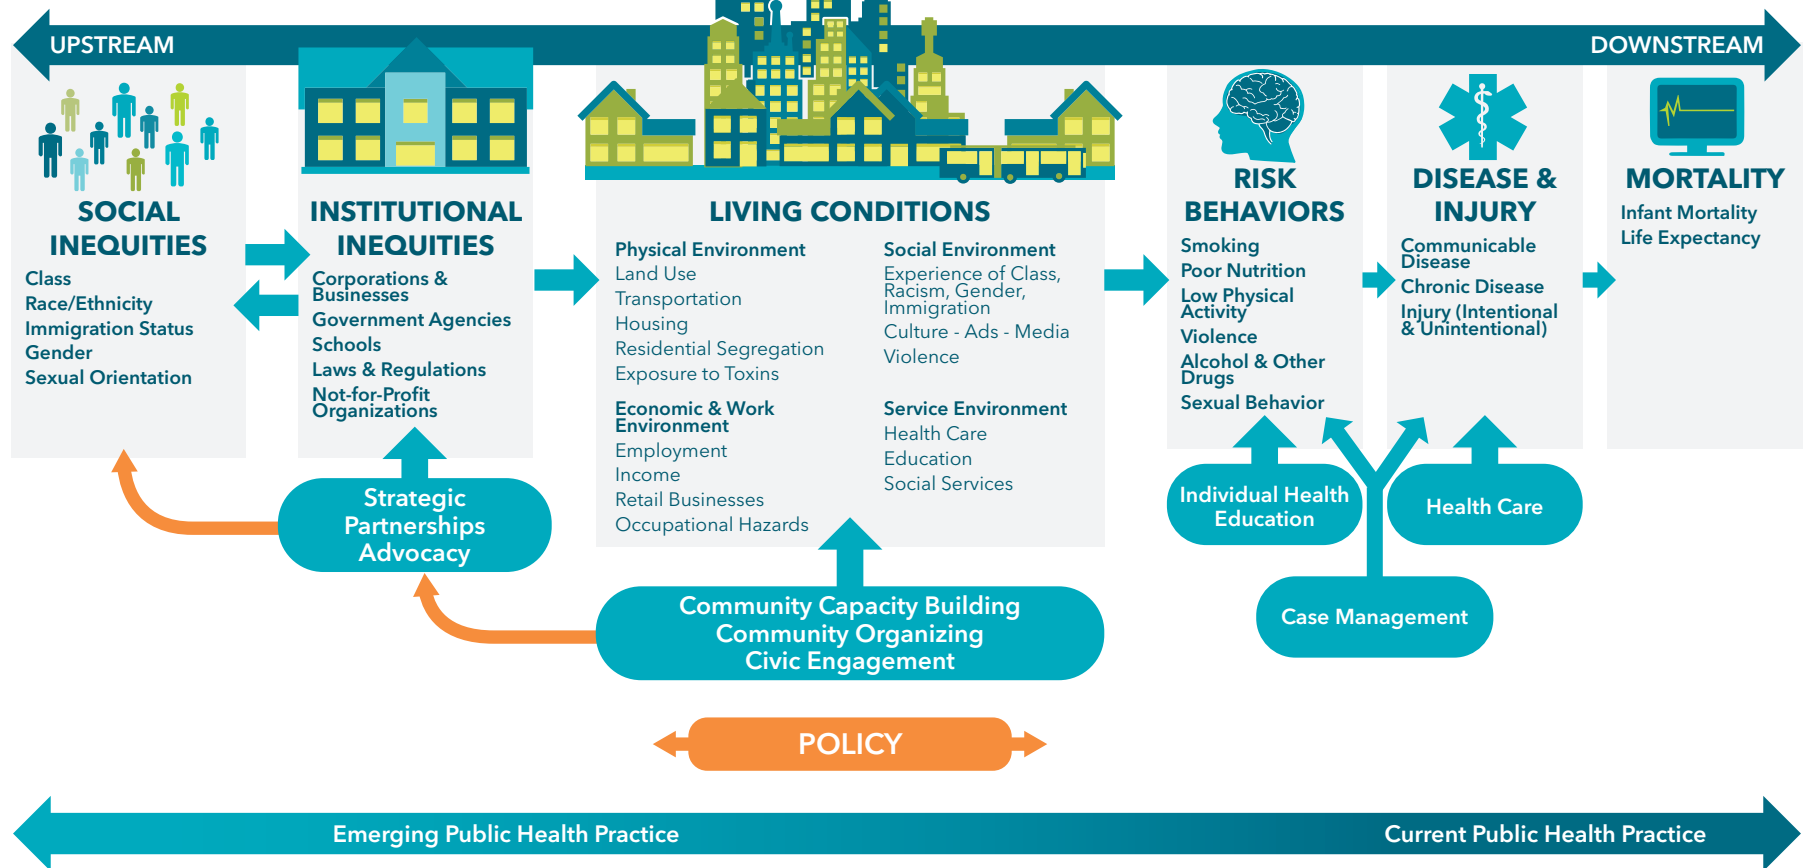 UPSTREAM
DOWNSTREAM
SOCIAL
INEQUITIES
Class
Race/Ethnicity
Immigration Status
Gender
Sexual Orientation
INSTITUTIONAL
INEQUITIES
Corporations &
Businesses
Government Agencies
Schools
Laws & Regulations
Not-for-Profit
Organizations
LIVING CONDITIONS
Physical Environment
Land Use
Transportation
Housing
Residential Segregation
Exposure to Toxins
Economic & Work
Environment
Employment
Income
Retail Businesses
Occupational Hazards
Social Environment
Experience of Class,
Racism, Gender,
Immigration
Culture - Ads - Media
Violence
Service Environment
Health Care
Education
Social Services
RISK
BEHAVIORS
Smoking
Poor Nutrition
Low Physical
Activity
Violence
Alcohol & Other
Drugs
Sexual Behavior
DISEASE &
INJURY
Communicable
Disease
Chronic Disease
Injury (Intentional
& Unintentional)
MORTALITY
Infant Mortality
Life Expectancy
Strategic
Partnerships
Advocacy
Community Capacity Building
Community Organizing
Civic Engagement
Individual Health
Education
Health Care
Case Management
POLICY
Emerging Public Health Practice
Current Public Health Practice